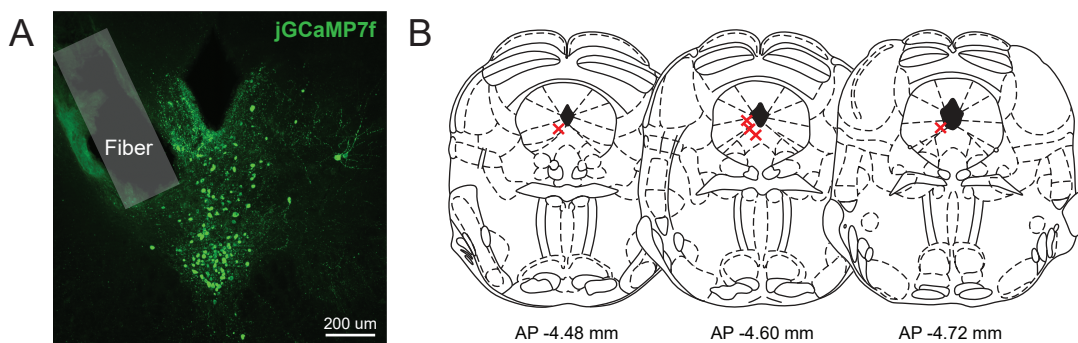 A
jGCaMP7f
Fiber
200 um
B
AP -4.48 mm
AP -4.60 mm
AP -4.72 mm